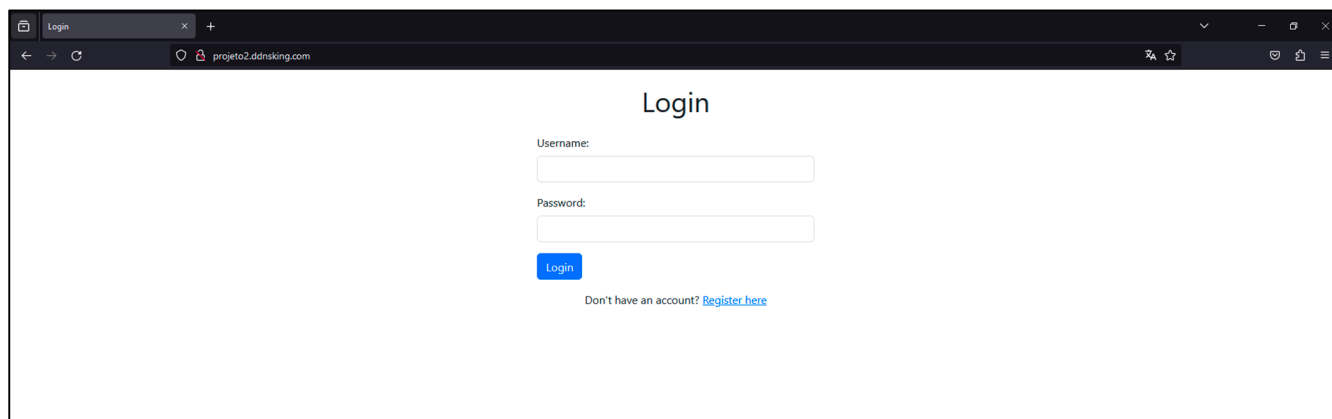 Login
projeto2.ddnsking.com
Login
Username:
Password:
Login
Don't have an account? Register here